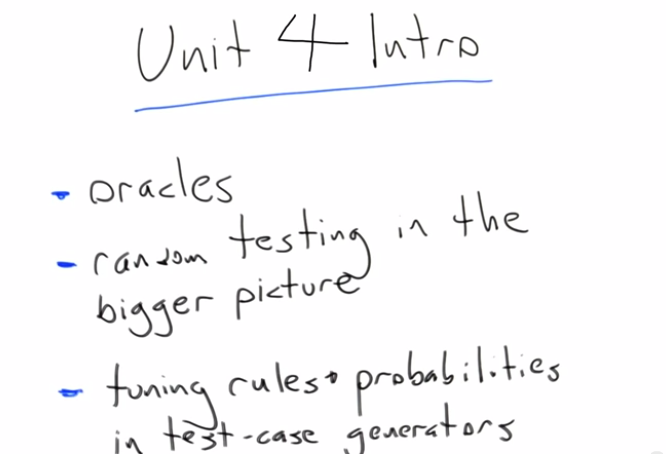 Unit 4 Intro
- oracles
- random testing in the
bigger picture
- tuning rules + probabilities
in test-case generators